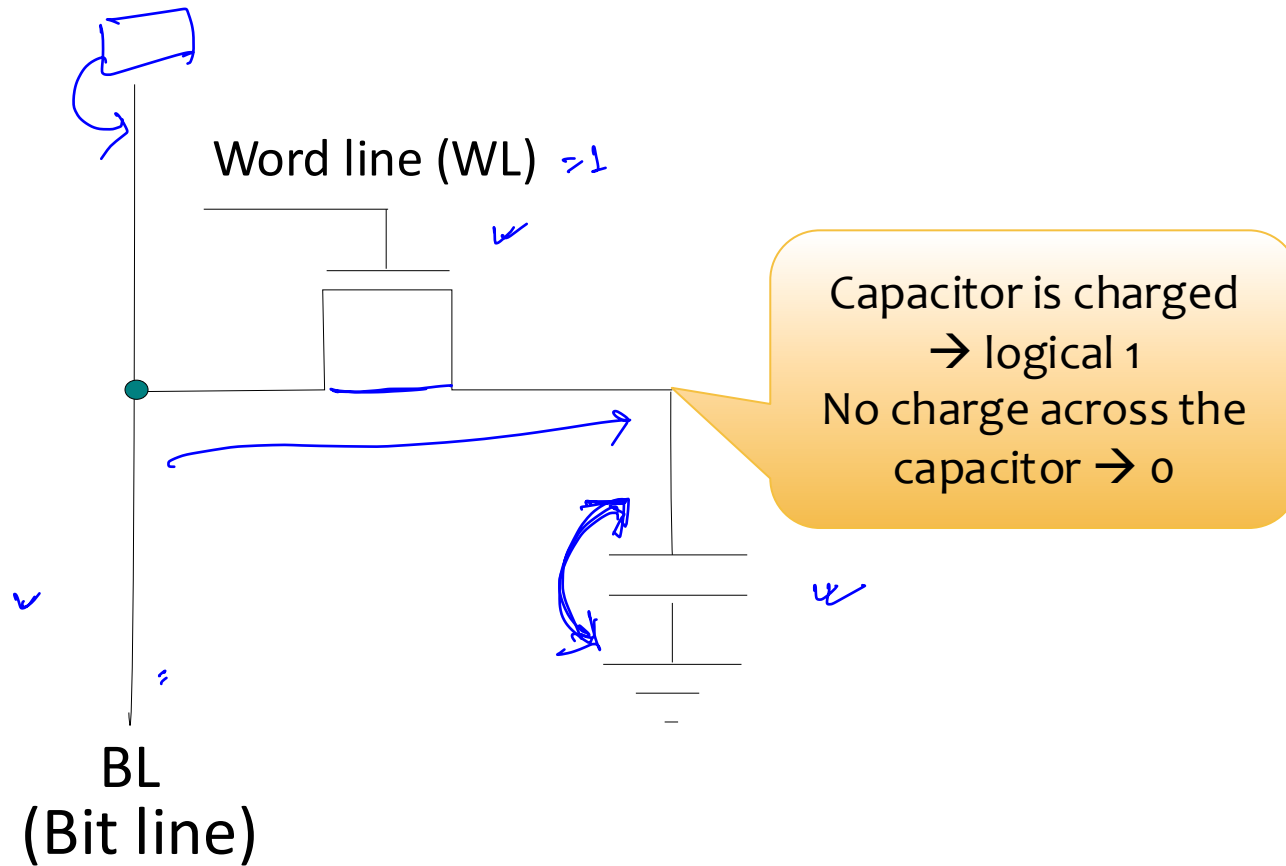 Word line (WL) =1
Capacitor is charged
→ logical 1
No charge across the
capacitor → 0
=
BL
(Bit line)